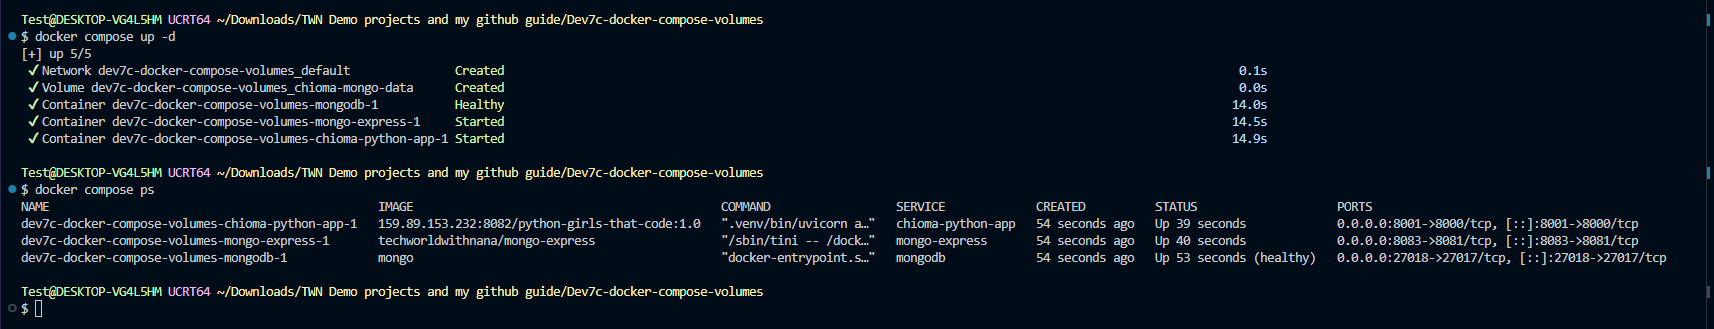 Test@DESKTOP-VG4L5HM UCRT64 ~/Downloads/TWN Demo projects and my github guide/Dev7c-docker-compose-volumes
$ docker compose up -d
[+] up 5/5
✓ Network dev7c-docker-compose-volumes_default Created 0.1s
✓ Volume dev7c-docker-compose-volumes_chioma-mongo-data Created 0.0s
✓ Container dev7c-docker-compose-volumes-mongodb-1 Healthy 14.0s
✓ Container dev7c-docker-compose-volumes-mongo-express-1 Started 14.5s
✓ Container dev7c-docker-compose-volumes-chioma-python-app-1 Started 14.9s
Test@DESKTOP-VG4L5HM UCRT64 ~/Downloads/TWN Demo projects and my github guide/Dev7c-docker-compose-volumes
$ docker compose ps
NAME IMAGE COMMAND SERVICE CREATED STATUS PORTS
dev7c-docker-compose-volumes-chioma-python-app-1 159.89.153.232:8082/python-girls-that-code:1.0 ".venv/bin/uvicorn a…" chioma-python-app 54 seconds ago Up 39 seconds 0.0.0.0:8001->8000/tcp, [::]:8001->8000/tcp
dev7c-docker-compose-volumes-mongo-express-1 techworldwithnana/mongo-express "/sbin/tini -- /dock…" mongo-express 54 seconds ago Up 40 seconds 0.0.0.0:8083->8081/tcp, [::]:8083->8081/tcp
dev7c-docker-compose-volumes-mongodb-1 mongo "docker-entrypoint.s…" mongodb 54 seconds ago Up 53 seconds (healthy) 0.0.0.0:27018->27017/tcp, [::]:27018->27017/tcp
Test@DESKTOP-VG4L5HM UCRT64 ~/Downloads/TWN Demo projects and my github guide/Dev7c-docker-compose-volumes
$